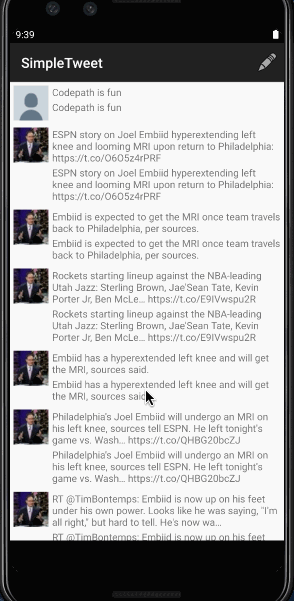 9:39
SimpleTweet
Codepath is fun
Codepath is fun
ESPN story on Joel Embiid hyperextending left
knee and looming MRI upon return to Philadelphia:
https://t.co/O6O5z4rPRF
ESPN story on Joel Embiid hyperextending left
knee and looming MRI upon return to Philadelphia:
https://t.co/O6O5z4rPRF
Embiid is expected to get the MRI once team travels
back to Philadelphia, per sources.
Embiid is expected to get the MRI once team travels
back to Philadelphia, per sources.
Rockets starting lineup against the NBA-leading
Utah Jazz: Sterling Brown, Jae'Sean Tate, Kevin
Porter Jr, Ben McLe... https://t.co/E9IVwspu2R
Rockets starting lineup against the NBA-leading
Utah Jazz: Sterling Brown, Jae'Sean Tate, Kevin
Porter Jr, Ben McLe... https://t.co/E9IVwspu2R
Embiid has a hyperextended left knee and will get
the MRI, sources said.
Embiid has a hyperextended left knee and will get
the MRI, sources said.
Philadelphia's Joel Embiid will undergo an MRI on
his left knee, sources tell ESPN. He left tonight's
game vs. Wash... https://t.co/QHBG20bcZJ
Philadelphia's Joel Embiid will undergo an MRI on
his left knee, sources tell ESPN. He left tonight's
game vs. Wash... https://t.co/QHBG20bcZJ
RT @TimBontemps: Embiid is now up on his feet
under his own power. Looks like he was saying, "I'm
all right," but hard to tell. He's now wa...
RT @TimBontemps: Embiid is now up on his feet